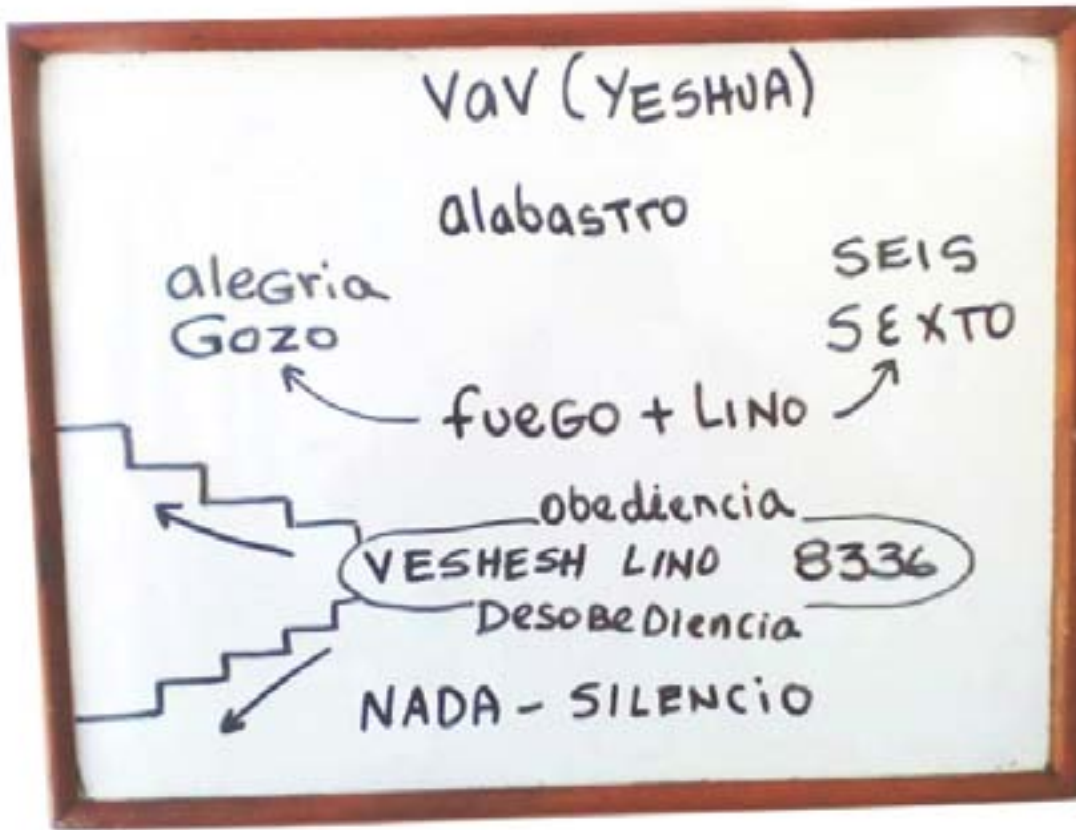 VaV (YESHUA)
alabasTro
aleGria
Gozo
SEIS
SEXTO
fueGO + LINO
obediencia
VESHESH LINO 8336
DesoBeDiencia
NADA - SILENCIO